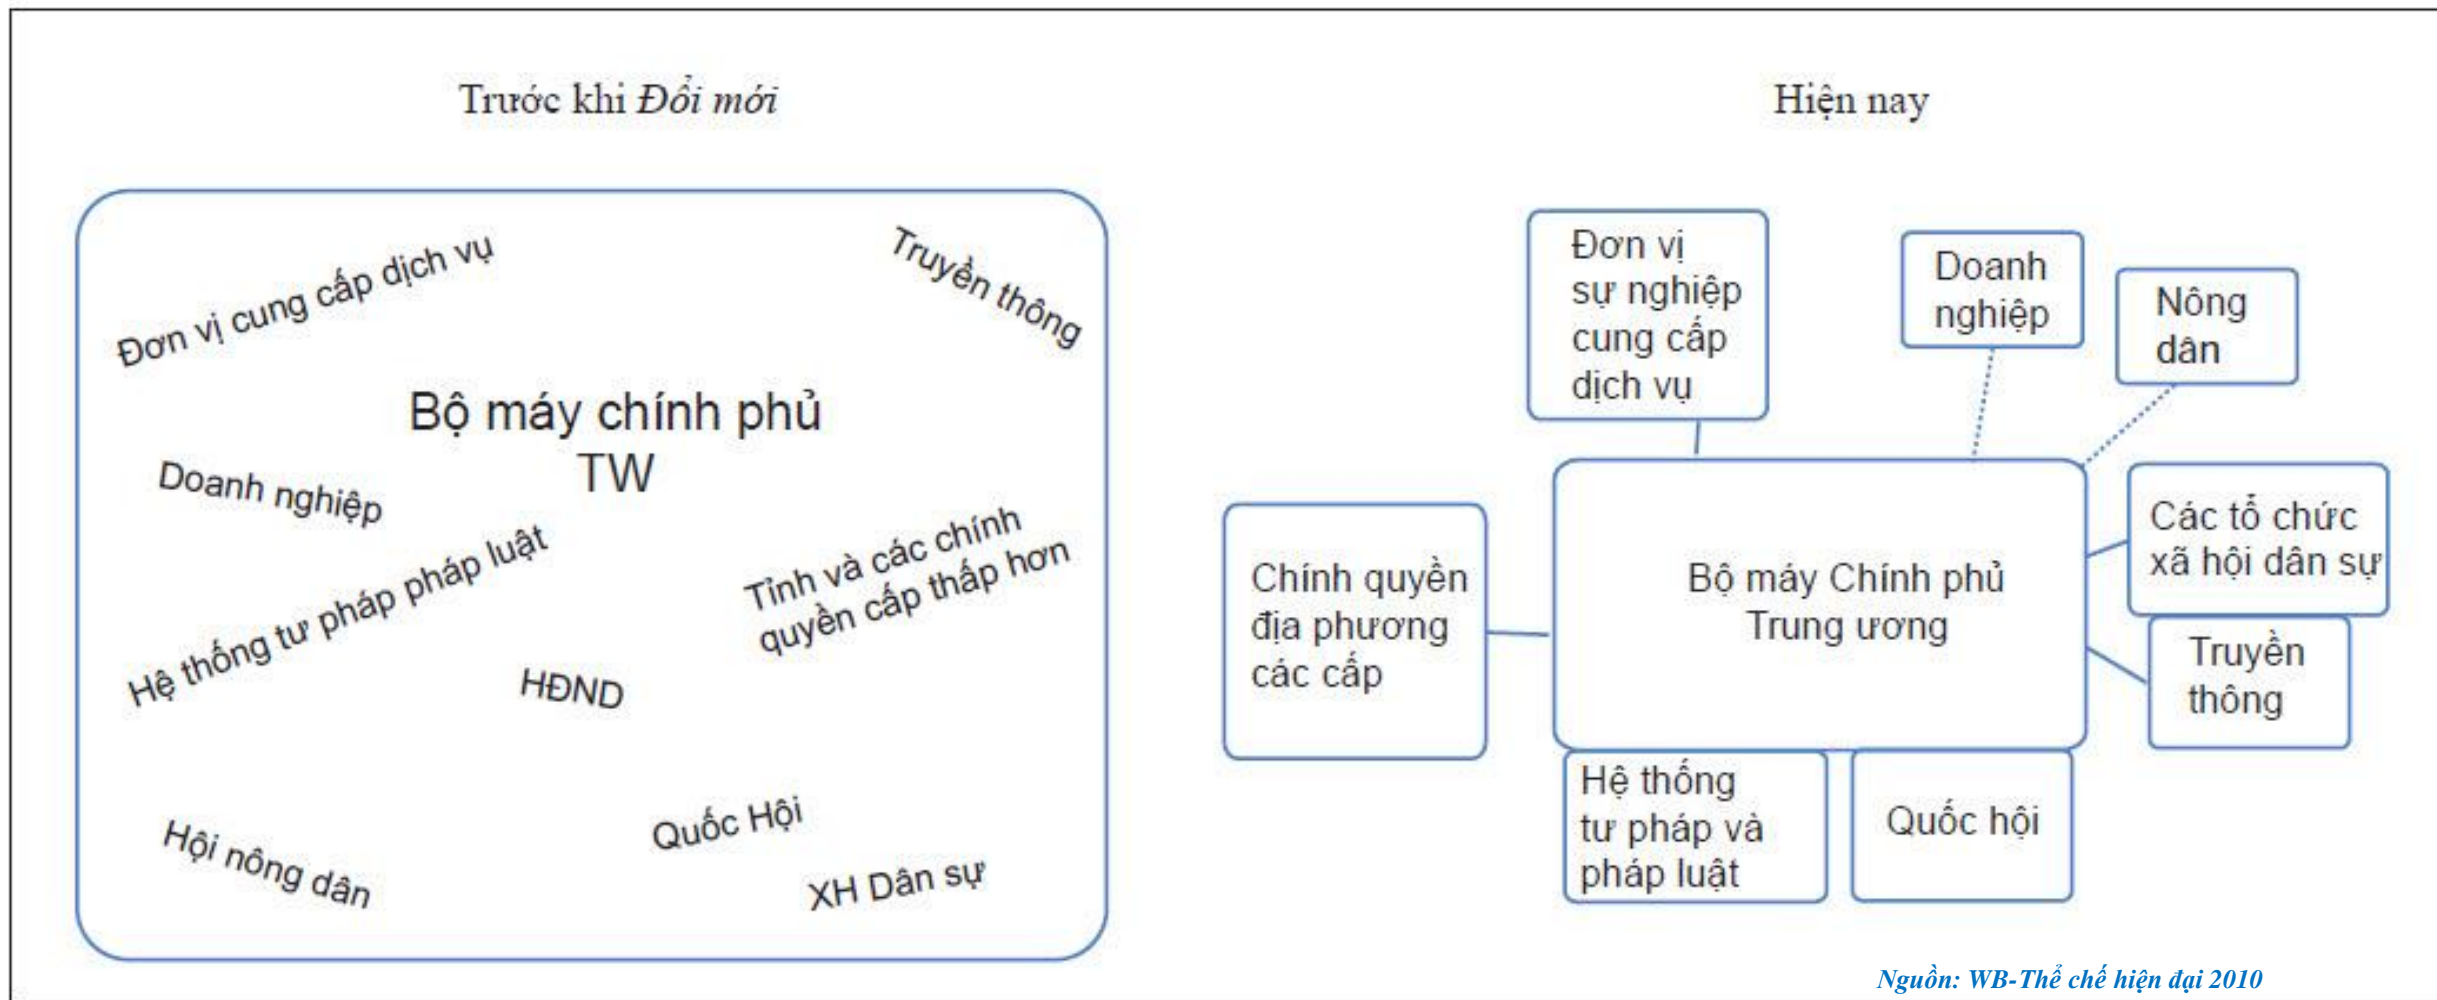 Trước khi Đổi mới
Đơn vị cung cấp dịch vụ
Truyền thông
Bộ máy chính phủ
TW
Doanh nghiệp
Hệ thống tư pháp pháp luật
Tỉnh và các chính
quyền cấp thấp hơn
HĐND
Hội nông dân
Quốc Hội
XH Dân sự
Hiện nay
Đơn vị
sự nghiệp
cung cấp
dịch vụ
Doanh
nghiệp
Nông
dân
Chính quyền
địa phương
các cấp
Bộ máy Chính phủ
Trung ương
Các tổ chức
xã hội dân sự
Truyền
thông
Hệ thống
tư pháp và
pháp luật
Quốc hội
Nguồn: WB-Thể chế hiện đại 2010